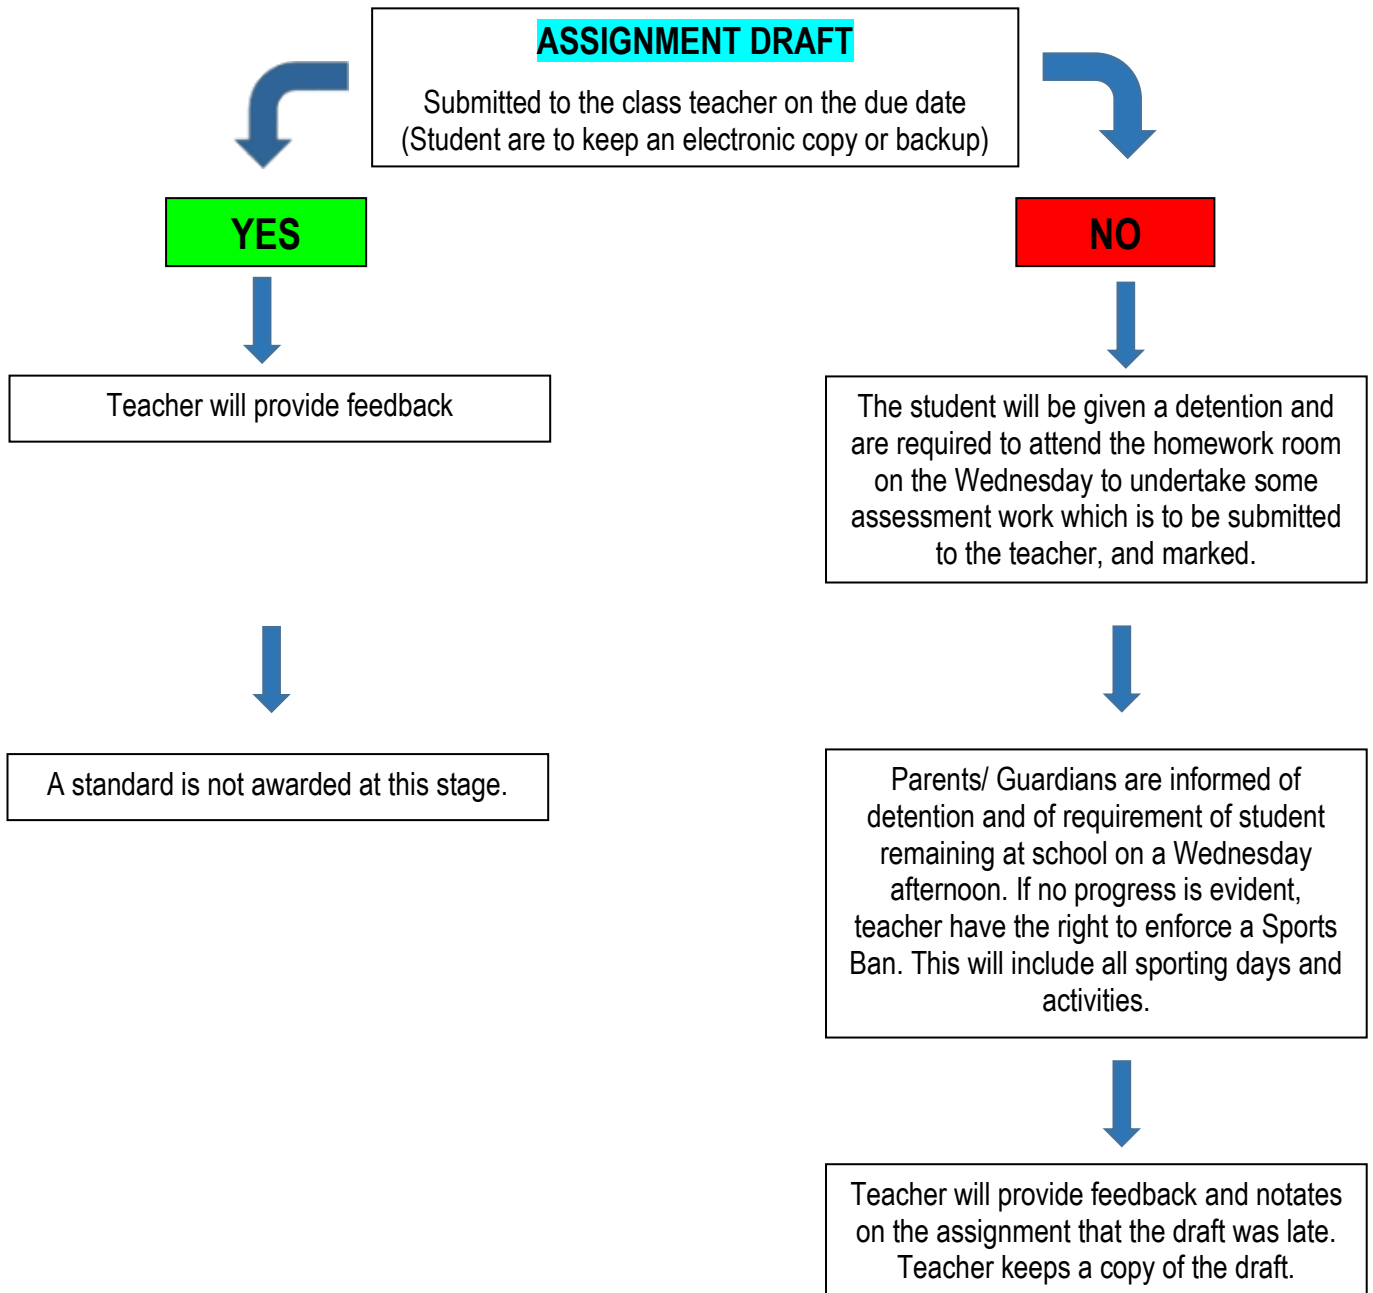 ASSIGNMENT DRAFT
Submitted to the class teacher on the due date
(Student are to keep an electronic copy or backup)
YES
NO
Teacher will provide feedback
The student will be given a detention and
are required to attend the homework room
on the Wednesday to undertake some
assessment work which is to be submitted
to the teacher, and marked.
A standard is not awarded at this stage.
Parents/ Guardians are informed of
detention and of requirement of student
remaining at school on a Wednesday
afternoon. If no progress is evident,
teacher have the right to enforce a Sports
Ban. This will include all sporting days and
activities.
Teacher will provide feedback and notates
on the assignment that the draft was late.
Teacher keeps a copy of the draft.